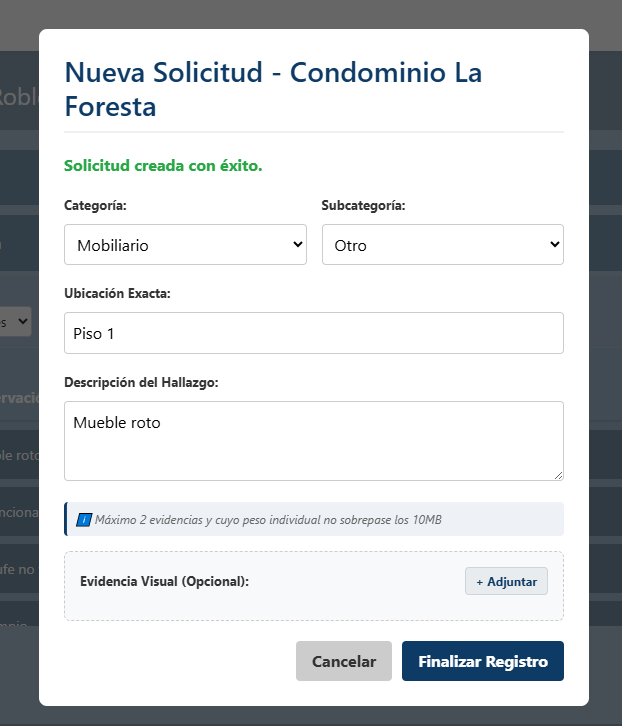 Nueva Solicitud - Condominio La
Foresta
Solicitud creada con éxito.
Categoría:
Subcategoría:
Mobiliario
Otro
Ubicación Exacta:
Piso 1
Descripción del Hallazgo:
Mueble roto
i Máximo 2 evidencias y cuyo peso individual no sobrepase los 10MB
Evidencia Visual (Opcional):
+ Adjuntar
Cancelar
Finalizar Registro